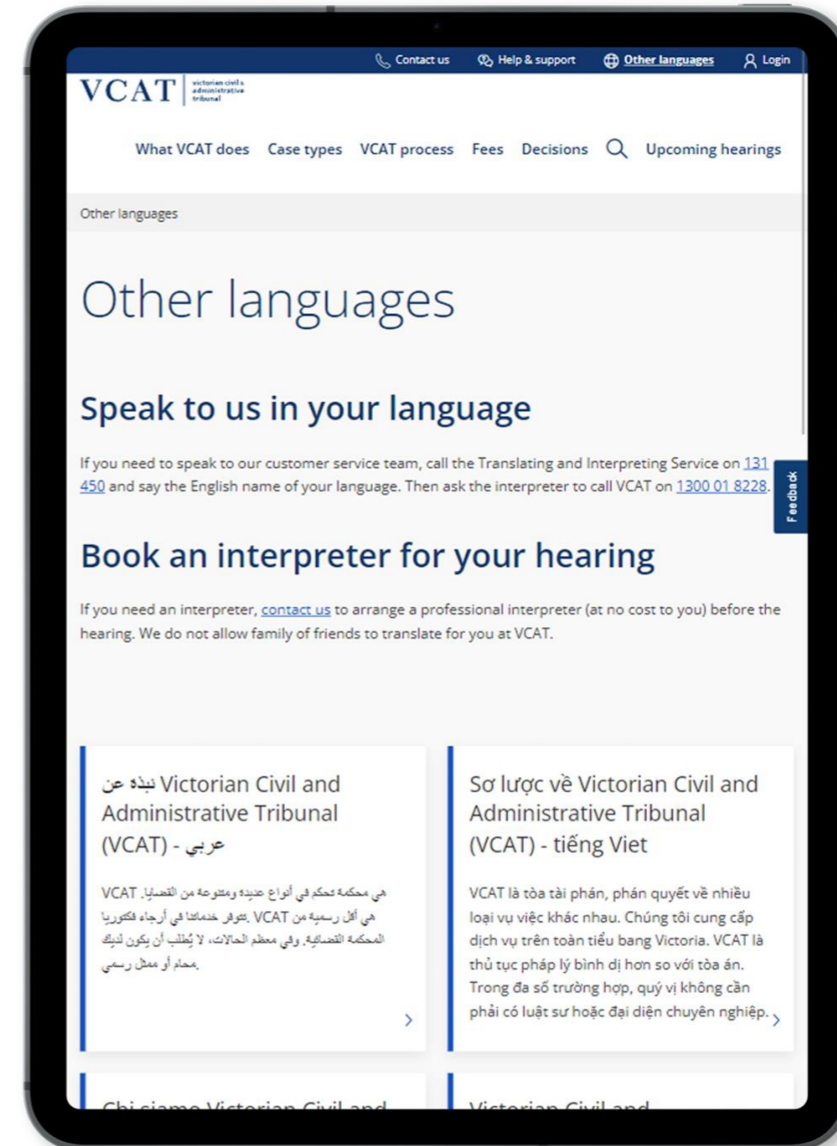 Contact us Help & support Other languages Login
VCAT victorian civil & administrative tribunal
What VCAT does Case types VCAT process Fees Decisions Upcoming hearings
Other languages
Other languages
Speak to us in your language
If you need to speak to our customer service team, call the Translating and Interpreting Service on 131
450 and say the English name of your language. Then ask the interpreter to call VCAT on 1300 01 8228.
Feedback
Book an interpreter for your hearing
If you need an interpreter, contact us to arrange a professional interpreter (at no cost to you) before the
hearing. We do not allow family of friends to translate for you at VCAT.
نبذة عن Victorian Civil and
Administrative Tribunal
(VCAT) - عربي
هي محكمة تحكم في أنواع عديدة ومتنوعة من القضايا. VCAT
هي أقل رسمية من VCAT .تتوفر خدماتنا في أرجاء فكتوريا
المحكمة القضائية. وفي معظم الحالات، لا يُطلب أن يكون لديك
.محام أو ممثل رسمي
Sơ lược về Victorian Civil and
Administrative Tribunal
(VCAT) - tiếng Viet
VCAT là tòa tài phán, phán quyết về nhiều
loại vụ việc khác nhau. Chúng tôi cung cấp
dịch vụ trên toàn tiểu bang Victoria. VCAT là
thủ tục pháp lý bình dị hơn so với tòa án.
Trong đa số trường hợp, quý vị không cần
phải có luật sư hoặc đại diện chuyên nghiệp.
Chi siamo Victorian Civil and
Victorian Civil and